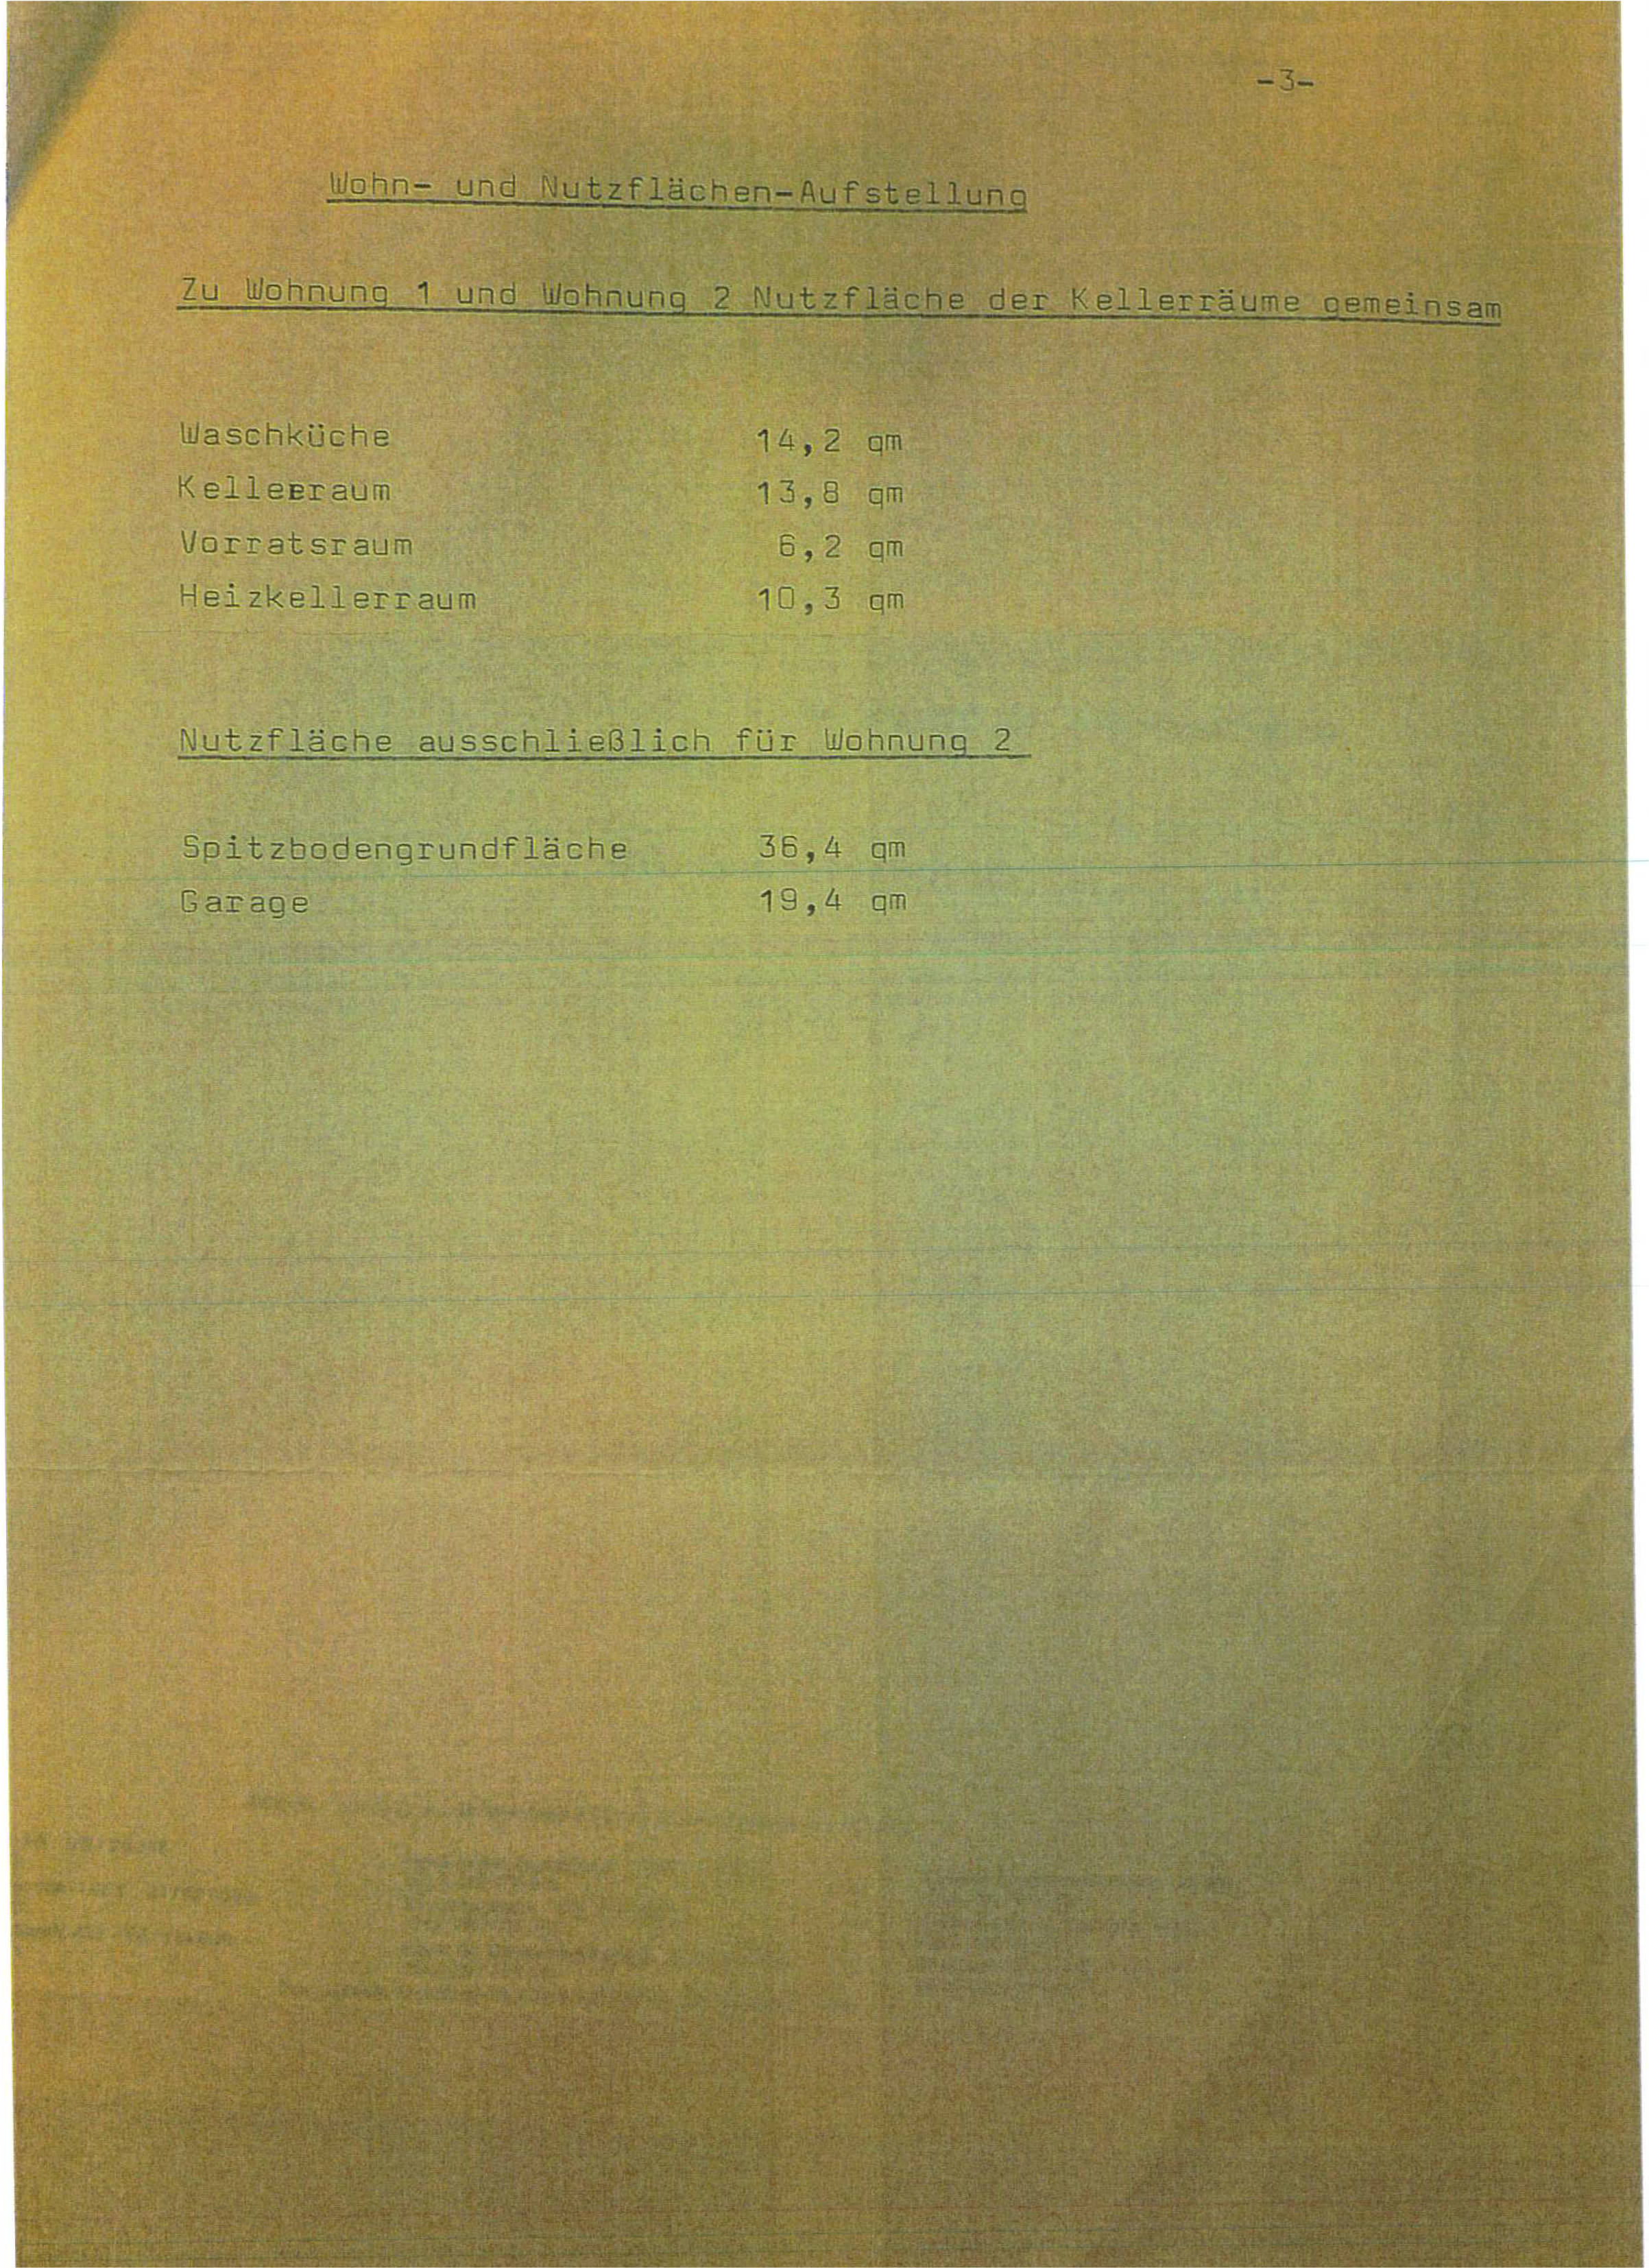 -3-
Wohn- und Nutzflächen-Aufstellung
Zu Wohnung 1 und Wohnung 2 Nutzfläche der Kellerräume gemeinsam
Waschküche 14,2 qm
Kellerraum 13,8 qm
Vorratsraum 6,2 qm
Heizkellerraum 10,3 qm
Nutzfläche ausschließlich für Wohnung 2
Spitzbodengrundfläche 36,4 qm
Garage 19,4 qm